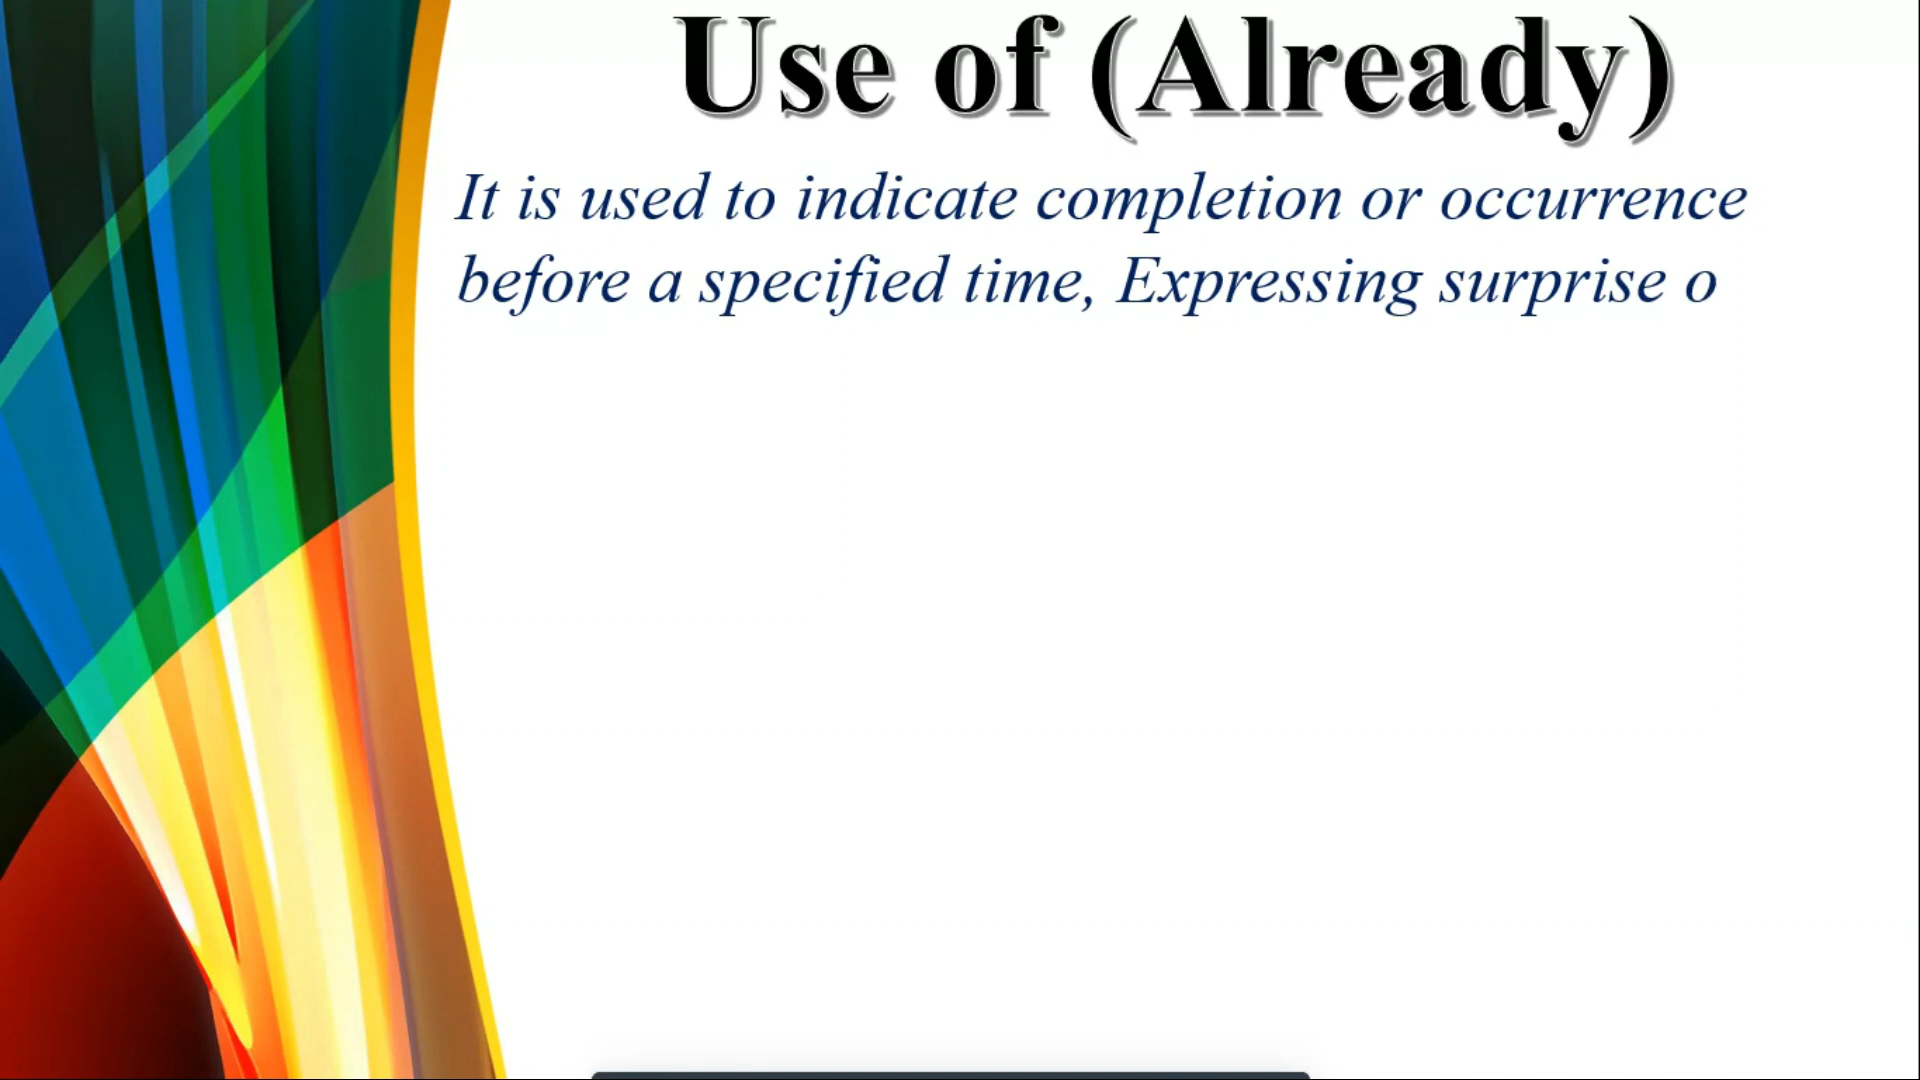 Use of (Already)
It is used to indicate completion or occurrence
before a specified time, Expressing surprise o